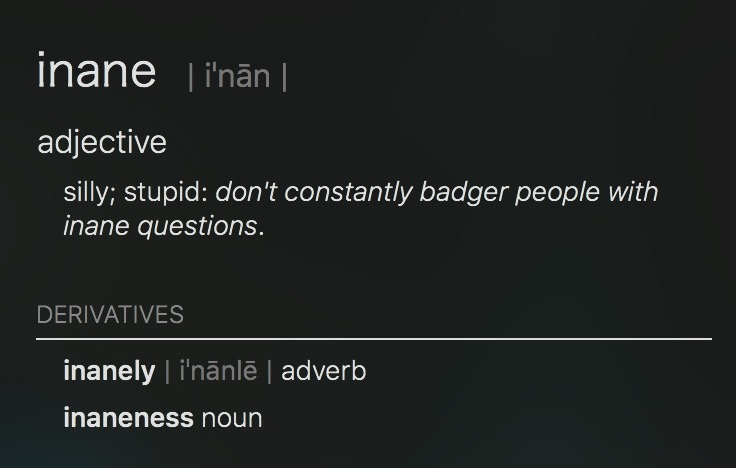 inane | iˈnān |
adjective
silly; stupid: don't constantly badger people with
inane questions.
DERIVATIVES
inanely | iˈnānlē | adverb
inaneness noun